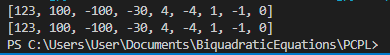 [123, 100, -100, -30, 4, -4, 1, -1, 0]
[123, 100, -100, -30, 4, -4, 1, -1, 0]
PS C:\Users\User\Documents\BiquadraticEquations\PCPL>